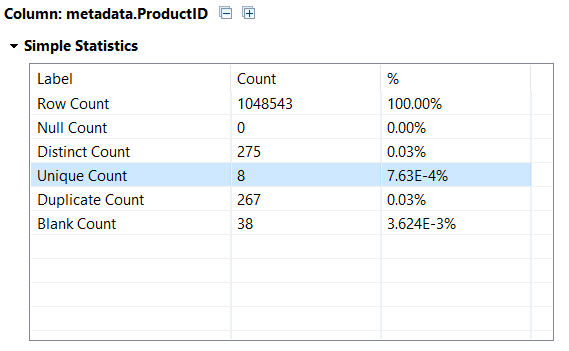 Column: metadata.ProductID
Simple Statistics
Label Count %
Row Count 1048543 100.00%
Null Count 0 0.00%
Distinct Count 275 0.03%
Unique Count 8 7.63E-4%
Duplicate Count 267 0.03%
Blank Count 38 3.624E-3%